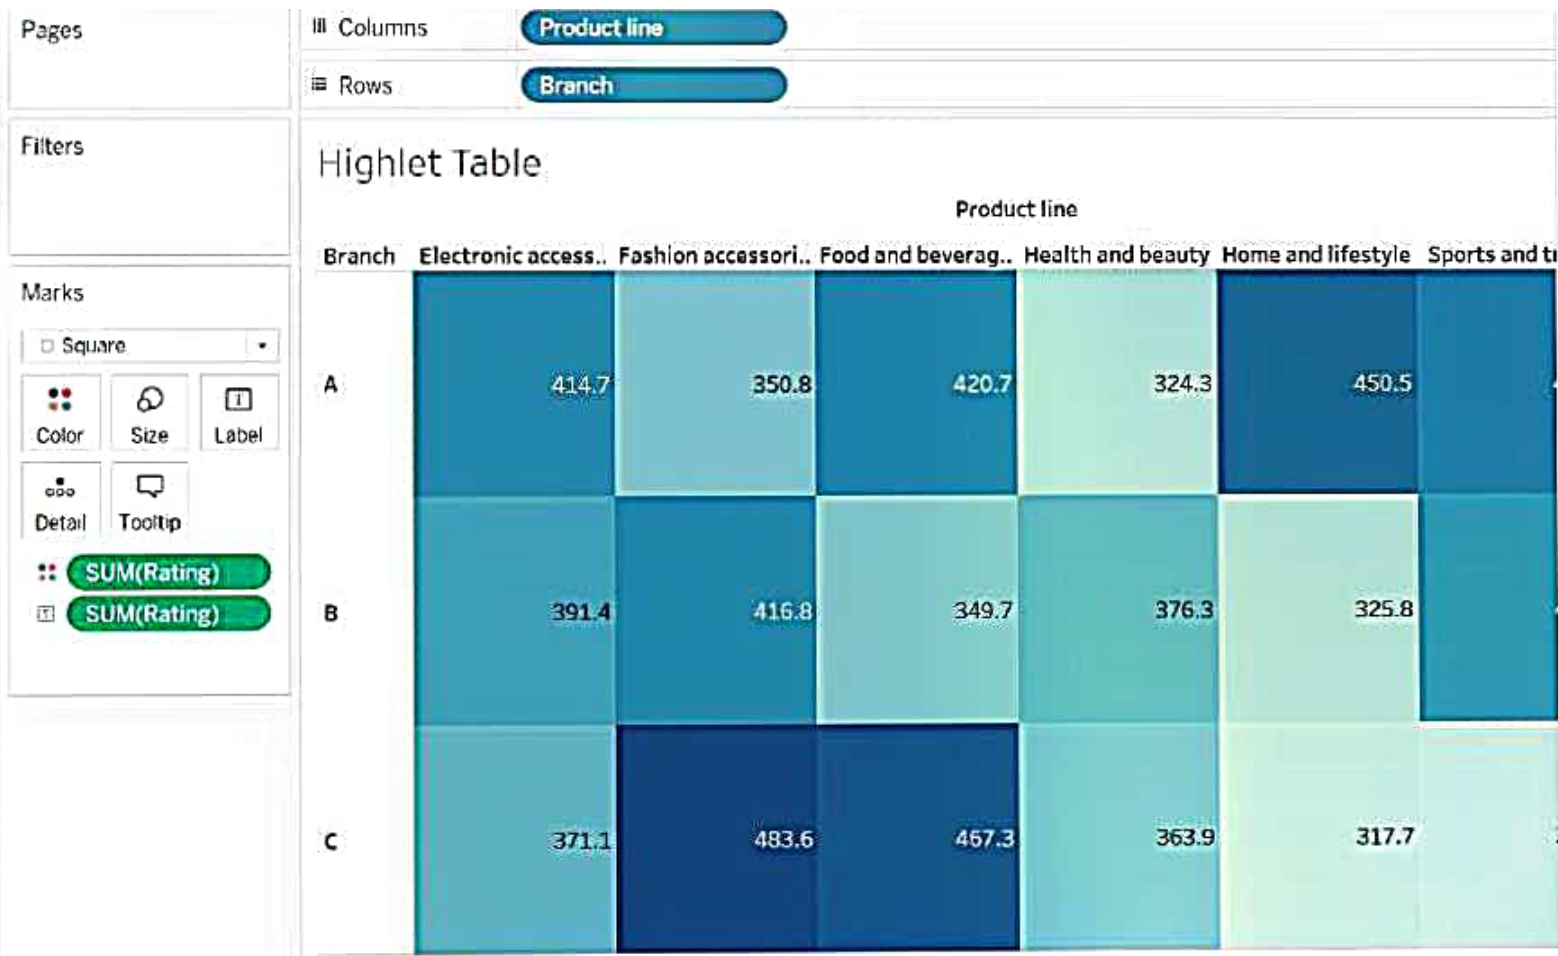 Pages
Columns Product line
Rows Branch
Filters
Highlet Table
Product line
Branch Electronic access.. Fashion accessori.. Food and beverag.. Health and beauty Home and lifestyle Sports and
Marks
Square
A 414.7 350.8 420.7 324.3 450.5
Color Size Label
Detail Tooltip
SUM(Rating)
SUM(Rating)
B 391.4 416.8 349.7 376.3 325.8
C 371.1 483.6 467.3 363.9 317.7